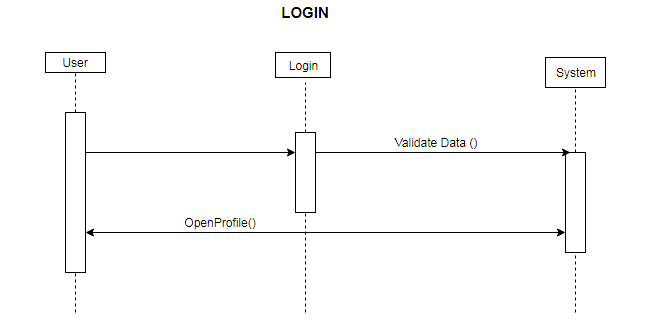 LOGIN
User
Login
System
Validate Data ()
OpenProfile()